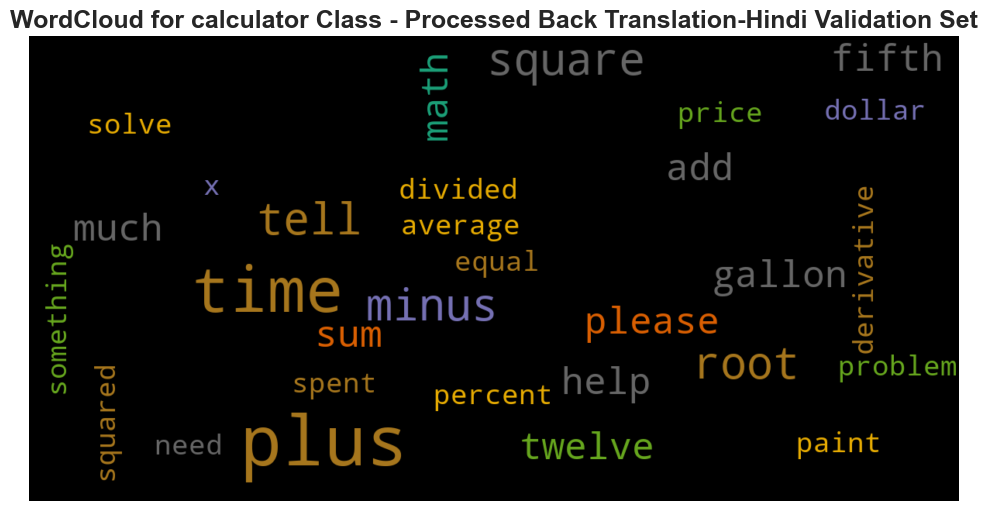 WordCloud for calculator Class - Processed Back Translation-Hindi Validation Set
math
square
fifth
solve
price
dollar
add
x
divided
much
tell
average
derivative
something
equal
time
gallon
minus
sum
please
root
problem
squared
spent
percent
help
need
plus
twelve
paint